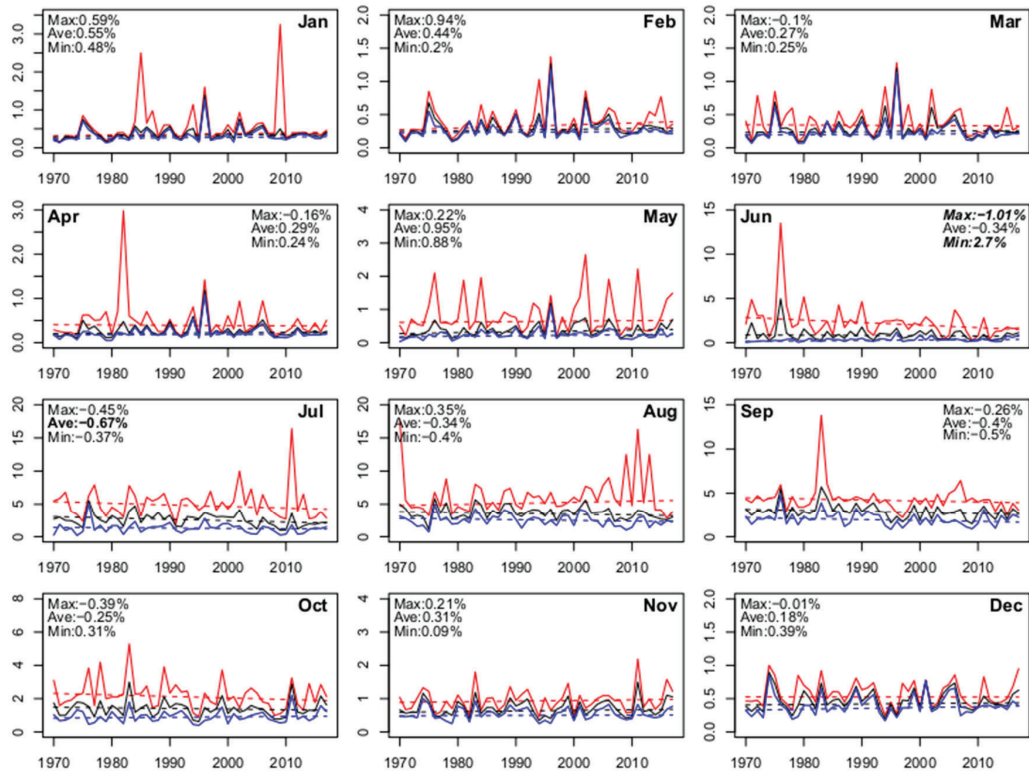 Max:0.59% Jan
Ave:0.55%
Min:0.48%
0.0 1.0 2.0 3.0
1970 1980 1990 2000 2010
Max:0.94% Feb
Ave:0.44%
Min:0.2%
0.0 0.5 1.0 1.5 2.0
1970 1980 1990 2000 2010
Max:−0.1% Mar
Ave:0.27%
Min:0.25%
0.0 0.5 1.0 1.5 2.0
1970 1980 1990 2000 2010
Apr Max:−0.16%
Ave:0.29%
Min:0.24%
0.0 1.0 2.0 3.0
1970 1980 1990 2000 2010
Max:0.22% May
Ave:0.95%
Min:0.88%
0 1 2 3 4
1970 1980 1990 2000 2010
Jun Max:−1.01%
Ave:−0.34%
Min:2.7%
0 5 10 15
1970 1980 1990 2000 2010
Max:−0.45% Jul
Ave:−0.67%
Min:−0.37%
0 5 10 15 20
1970 1980 1990 2000 2010
Max:0.35% Aug
Ave:−0.34%
Min:−0.4%
0 5 10 15 20
1970 1980 1990 2000 2010
Sep Max:−0.26%
Ave:−0.4%
Min:−0.5%
0 5 10 15
1970 1980 1990 2000 2010
Max:−0.39% Oct
Ave:−0.25%
Min:0.31%
0 2 4 6 8
1970 1980 1990 2000 2010
Max:0.21% Nov
Ave:0.31%
Min:0.09%
0 1 2 3 4
1970 1980 1990 2000 2010
Max:−0.01% Dec
Ave:0.18%
Min:0.39%
0.0 0.5 1.0 1.5 2.0
1970 1980 1990 2000 2010